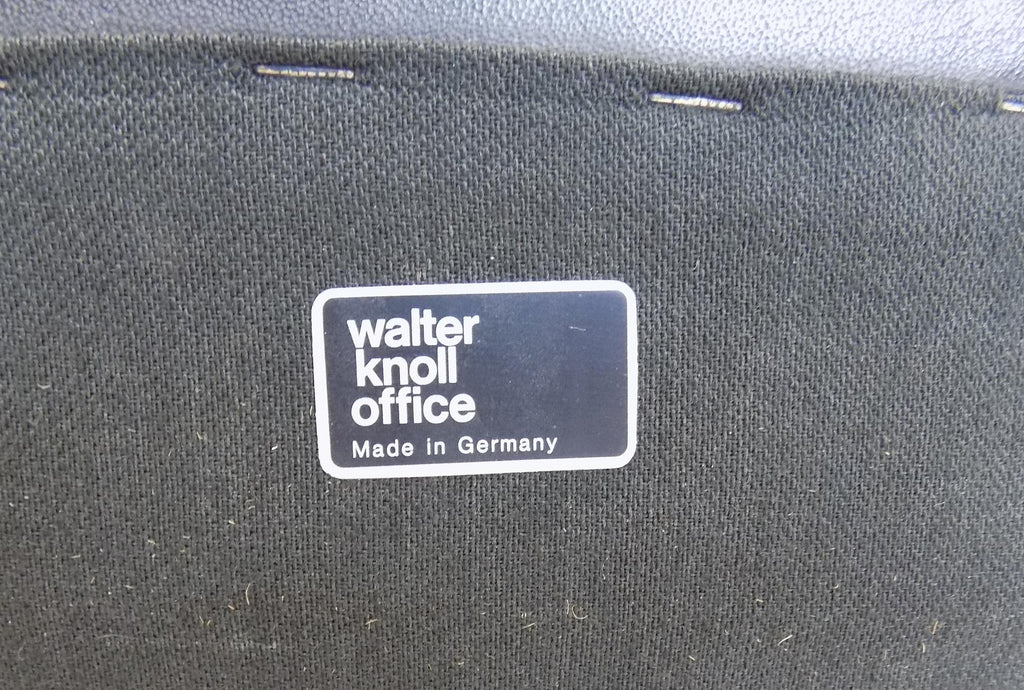 walter
knoll
office
Made in Germany